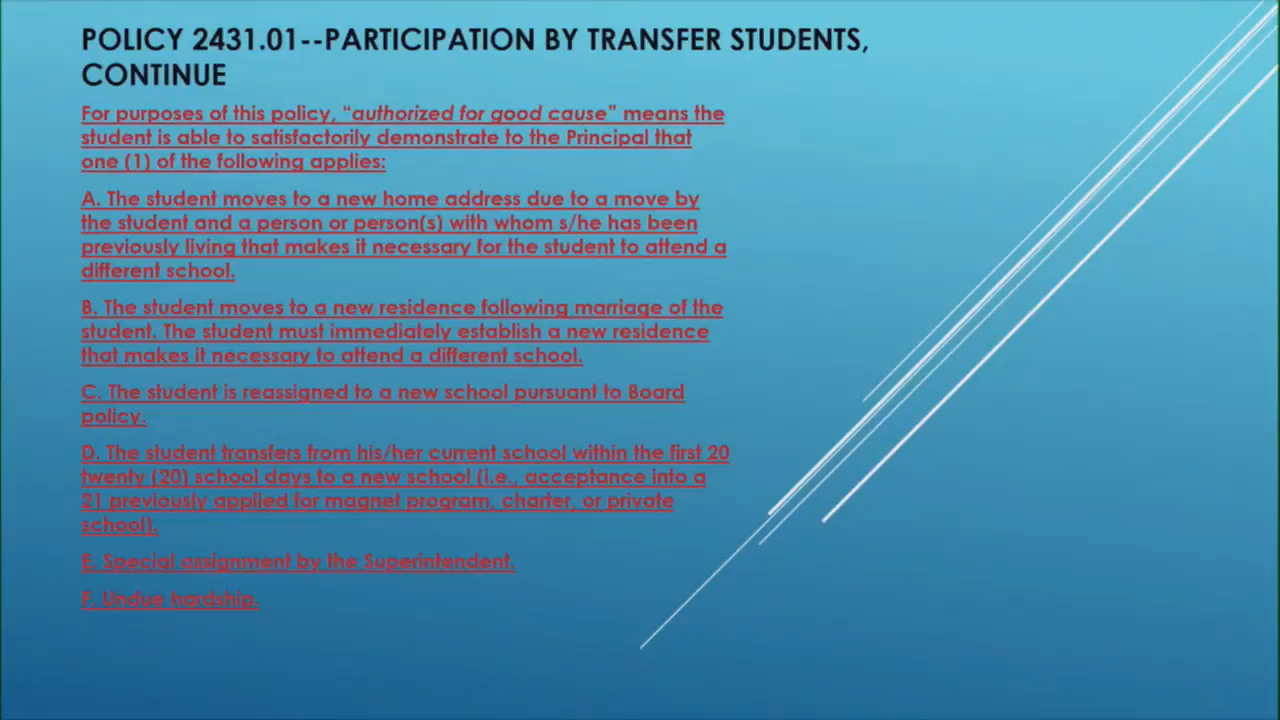 POLICY 2431.01--PARTICIPATION BY TRANSFER STUDENTS,
CONTINUE
For purposes of this policy, “authorized for good cause” means the
student is able to satisfactorily demonstrate to the Principal that
one (1) of the following applies:
A. The student moves to a new home address due to a move by
the student and a person or person(s) with whom s/he has been
previously living that makes it necessary for the student to attend a
different school.
B. The student moves to a new residence following marriage of the
student. The student must immediately establish a new residence
that makes it necessary to attend a different school.
C. The student is reassigned to a new school pursuant to Board
policy.
D. The student transfers from his/her current school within the first 20
twenty (20) school days to a new school (i.e., acceptance into a
21 previously applied for magnet program, charter, or private
school).
E. Special assignment by the Superintendent.
F. Undue hardship.